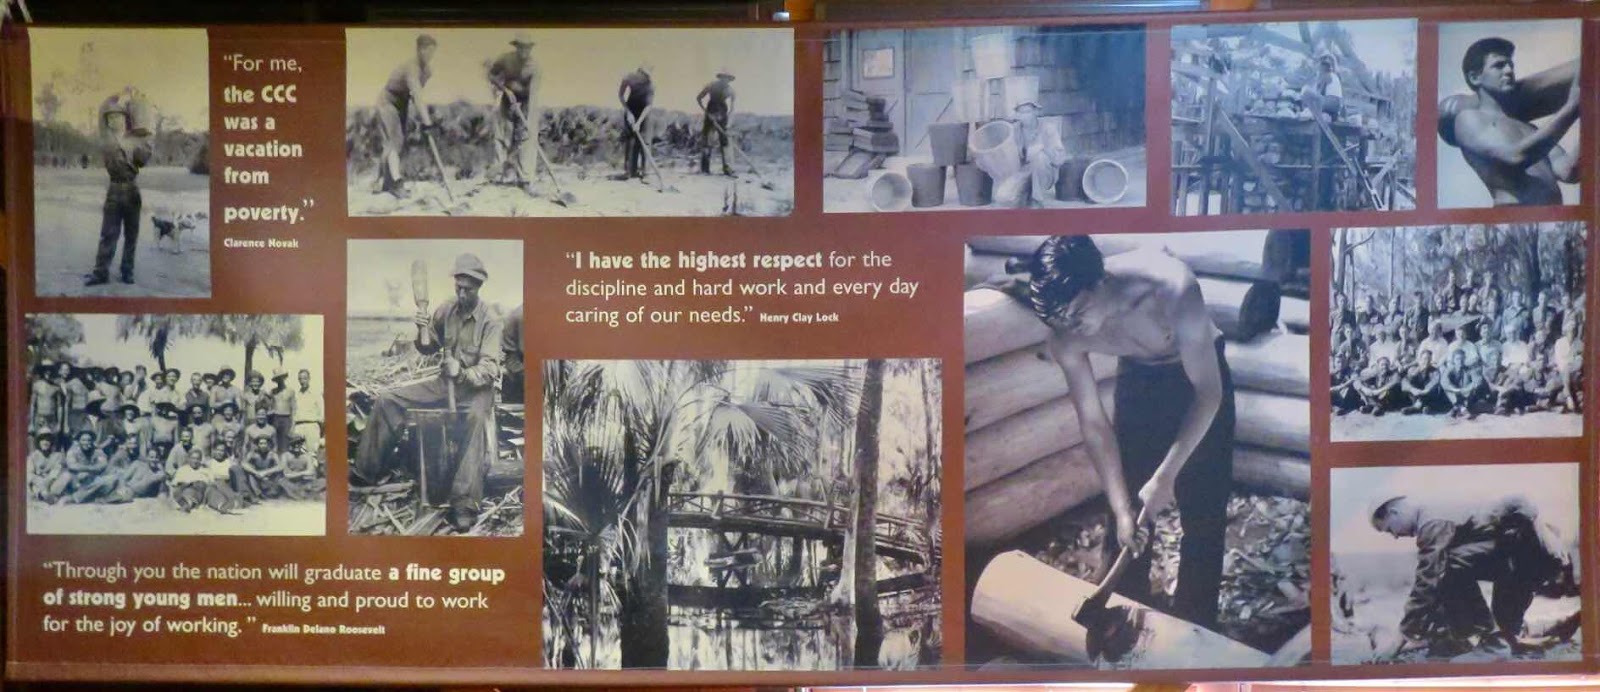 “For me,
the CCC
was a
vacation
from
poverty.”
Clarence Novak
“I have the highest respect for the
discipline and hard work and every day
caring of our needs.” Henry Clay Lock
“Through you the nation will graduate a fine group
of strong young men... willing and proud to work
for the joy of working. ” Franklin Delano Roosevelt